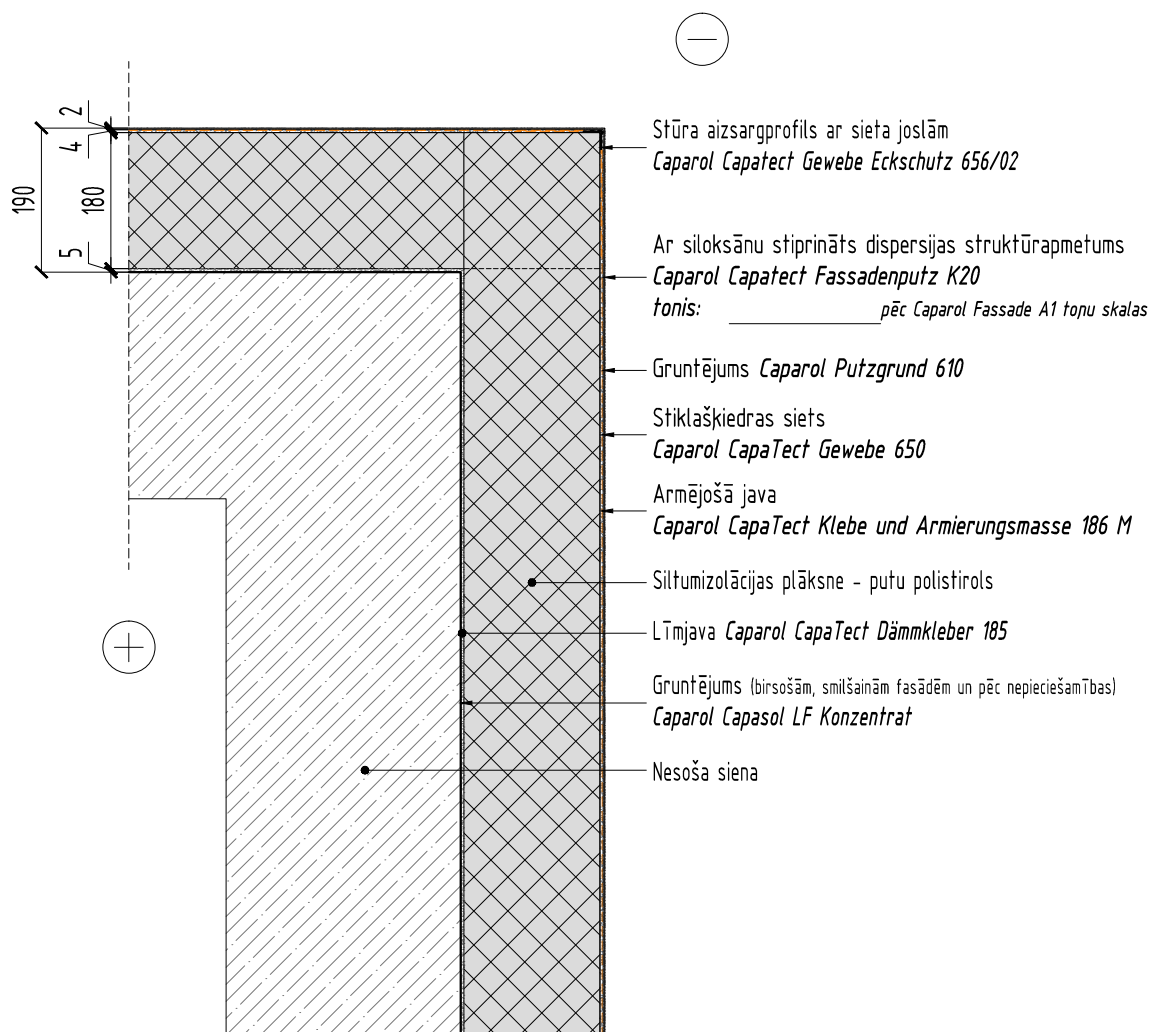 −
2
4
190
180
5
Stūra aizsargprofils ar sieta joslām
Caparol Capatect Gewebe Eckschutz 656/02
Ar siloksānu stiprināts dispersijas struktūrapmetums
Caparol Capatect Fassadenputz K20
tonis: pēc Caparol Fassade A1 toņu skalas
Gruntējums Caparol Putzgrund 610
Stiklašķiedras siets
Caparol CapaTect Gewebe 650
Armējošā java
Caparol CapaTect Klebe und Armierungsmasse 186 M
Siltumizolācijas plāksne - putu polistirols
Līmjava Caparol CapaTect Dämmkleber 185
+
Gruntējums (birsošām, smilšainām fasādēm un pēc nepieciešamības)
Caparol Capasol LF Konzentrat
Nesoša siena